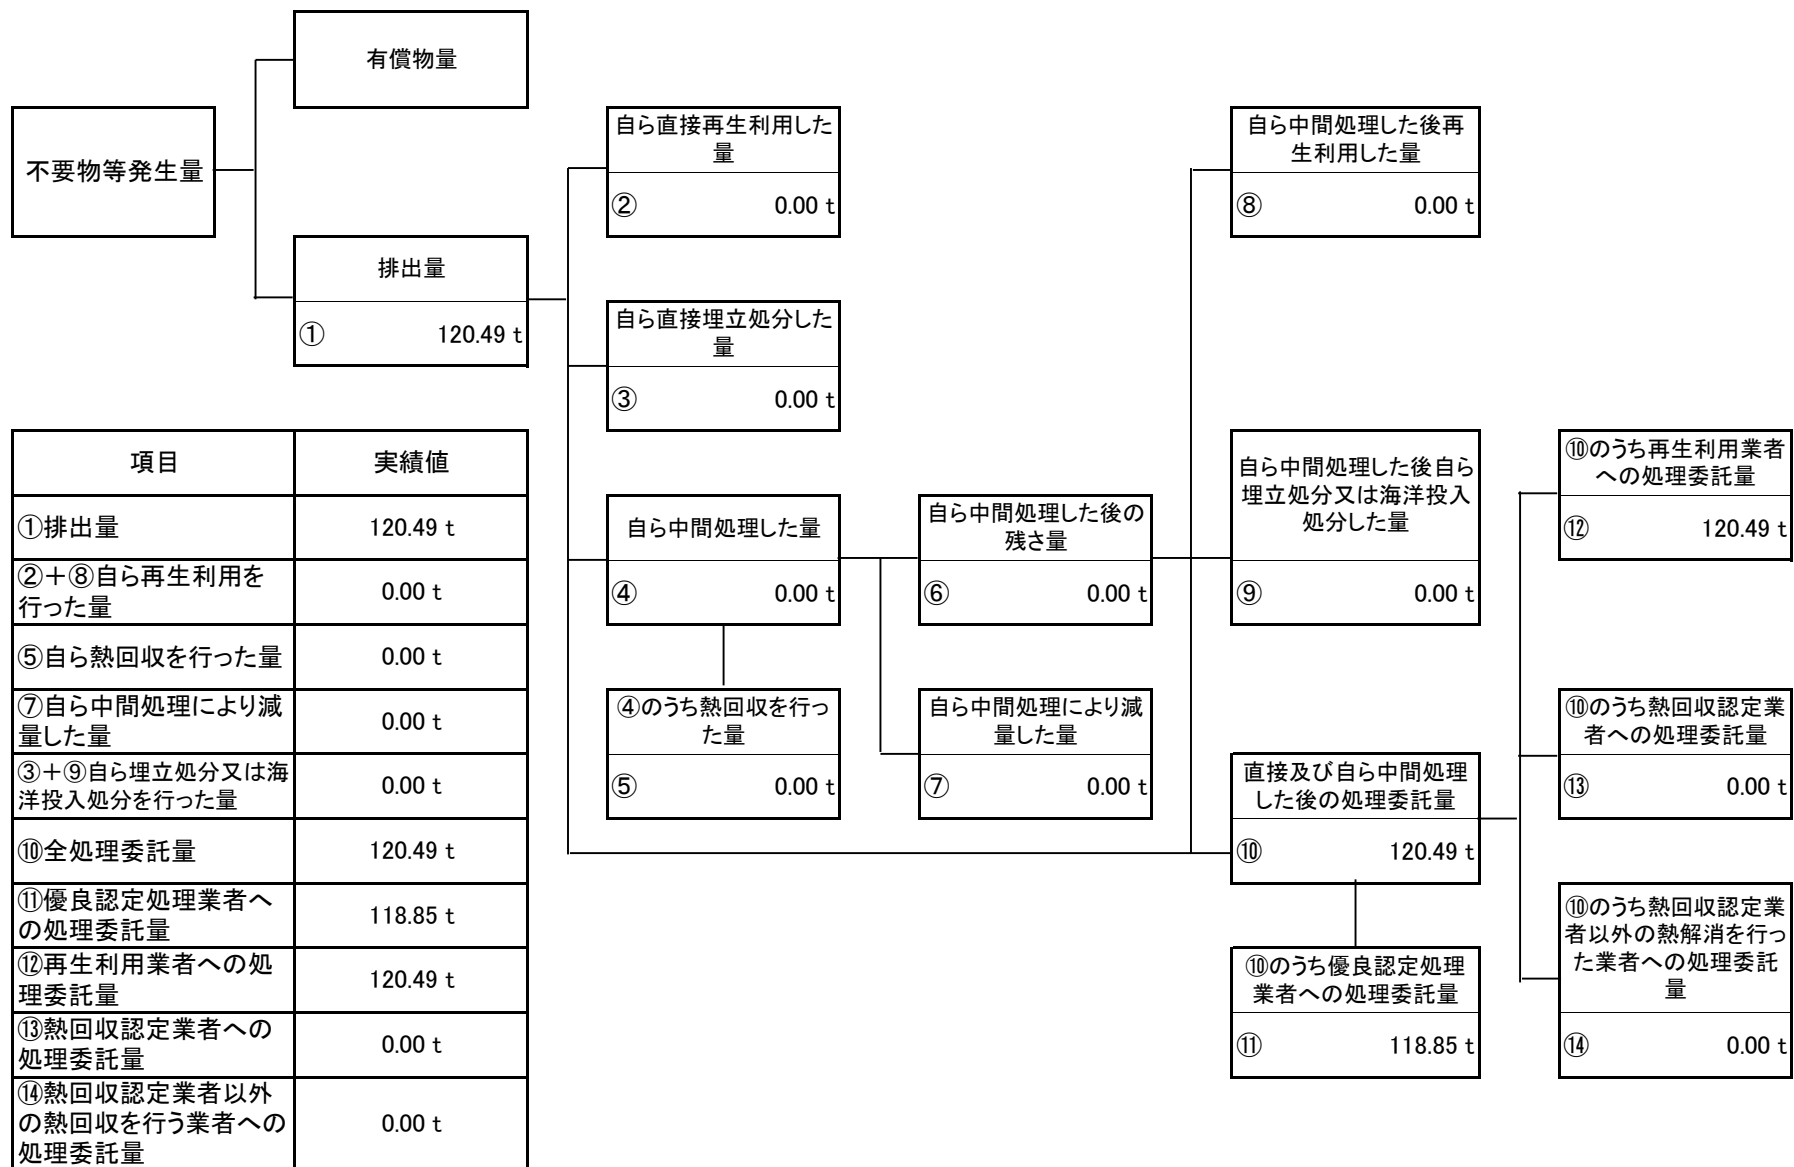 有償物量
不要物等発生量
排出量
① 120.49 t
自ら直接再生利用した
量
② 0.00 t
自ら直接埋立処分した
量
③ 0.00 t
自ら中間処理した量
④ 0.00 t
④のうち熱回収を行っ
た量
⑤ 0.00 t
自ら中間処理した後の
残さ量
⑥ 0.00 t
自ら中間処理により減
量した量
⑦ 0.00 t
自ら中間処理した後再
生利用した量
⑧ 0.00 t
自ら中間処理した後自ら
埋立処分又は海洋投入
処分した量
⑨ 0.00 t
直接及び自ら中間処理
した後の処理委託量
⑩ 120.49 t
⑩のうち優良認定処理
業者への処理委託量
⑪ 118.85 t
⑩のうち再生利用業者
への処理委託量
⑫ 120.49 t
⑩のうち熱回収認定業
者への処理委託量
⑬ 0.00 t
⑩のうち熱回収認定業
者以外の熱解消を行っ
た業者への処理委託
量
⑭ 0.00 t
項目 実績値
①排出量 120.49 t
②＋⑧自ら再生利用を
行った量 0.00 t
⑤自ら熱回収を行った量 0.00 t
⑦自ら中間処理により減
量した量 0.00 t
③＋⑨自ら埋立処分又は海
洋投入処分を行った量 0.00 t
⑩全処理委託量 120.49 t
⑪優良認定処理業者へ
の処理委託量 118.85 t
⑫再生利用業者への処
理委託量 120.49 t
⑬熱回収認定業者への
処理委託量 0.00 t
⑭熱回収認定業者以外
の熱回収を行う業者への
処理委託量 0.00 t